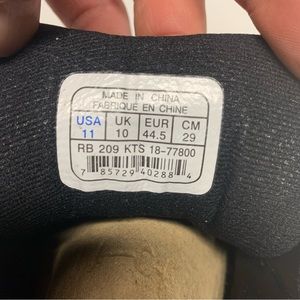 MADE IN CHINA
FABRIQUE EN CHINE
USA UK EUR CM
11 10 44.5 29
RB 209 KTS 18-77800
7 85729 40288 4